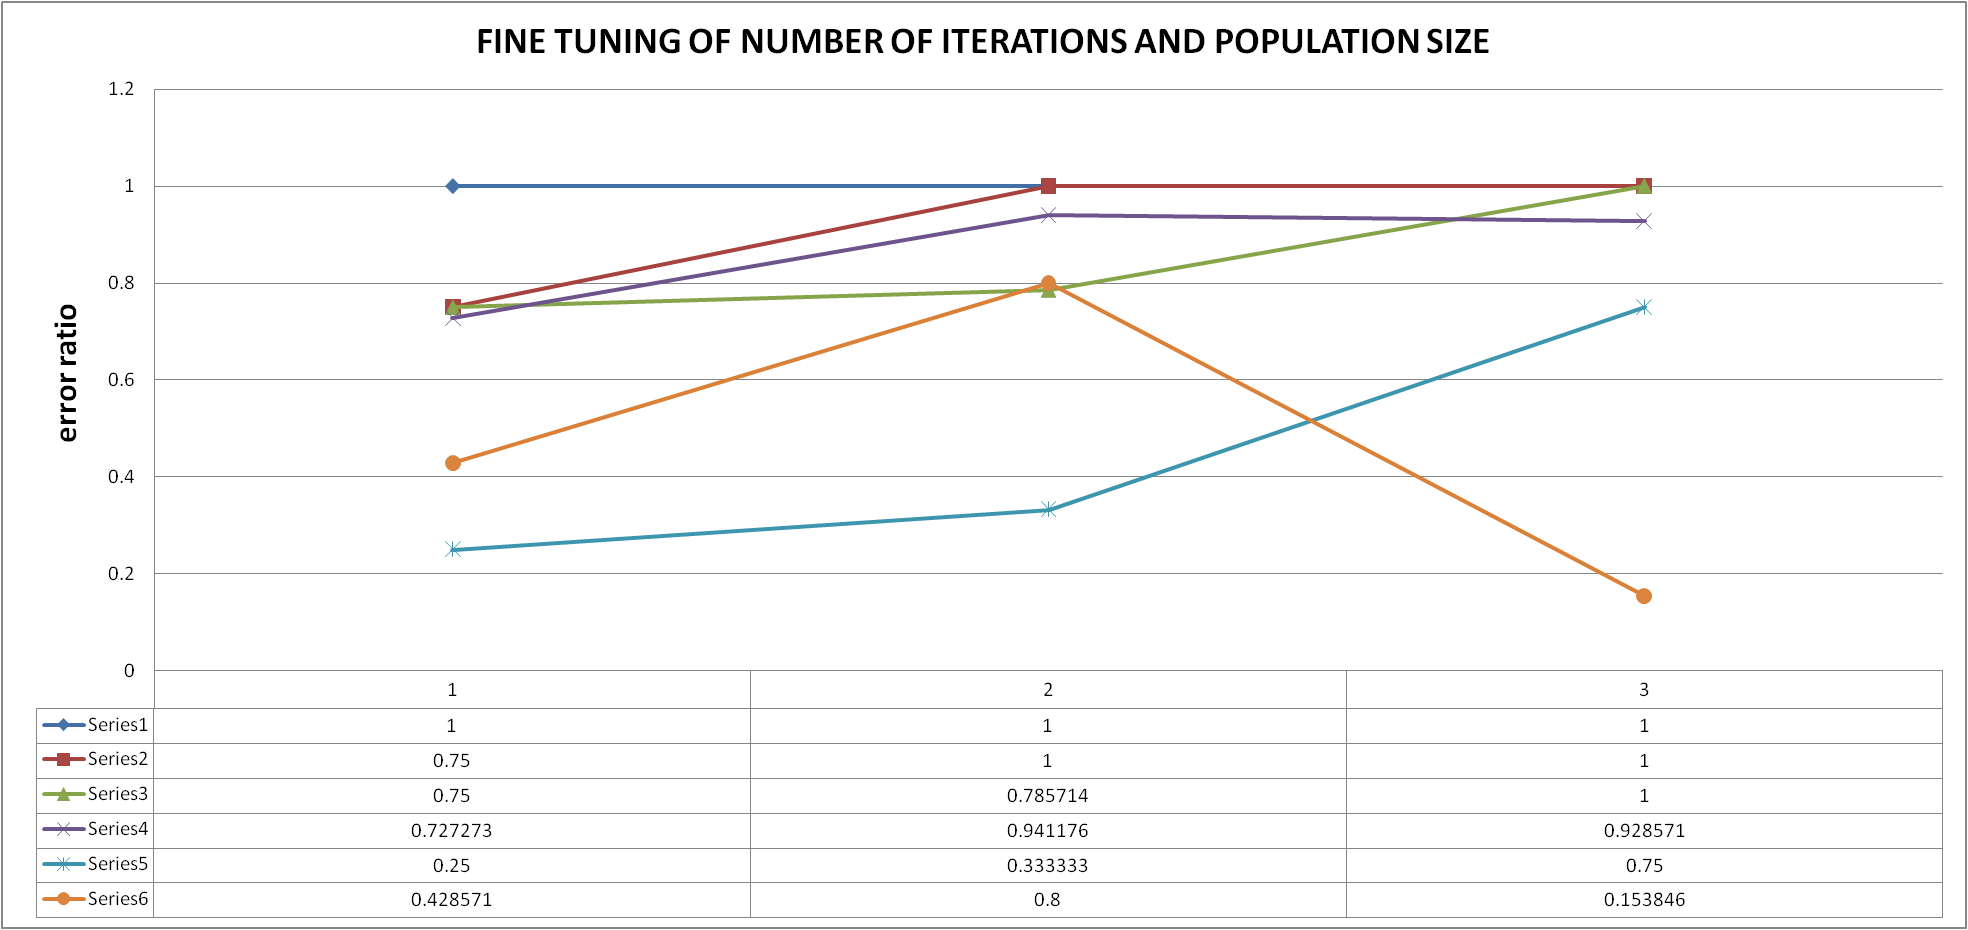 FINE TUNING OF NUMBER OF ITERATIONS AND POPULATION SIZE
error ratio
1.2
1
0.8
0.6
0.4
0.2
0
1 2 3
Series1 1 1 1
Series2 0.75 1 1
Series3 0.75 0.785714 1
Series4 0.727273 0.941176 0.928571
Series5 0.25 0.333333 0.75
Series6 0.428571 0.8 0.153846